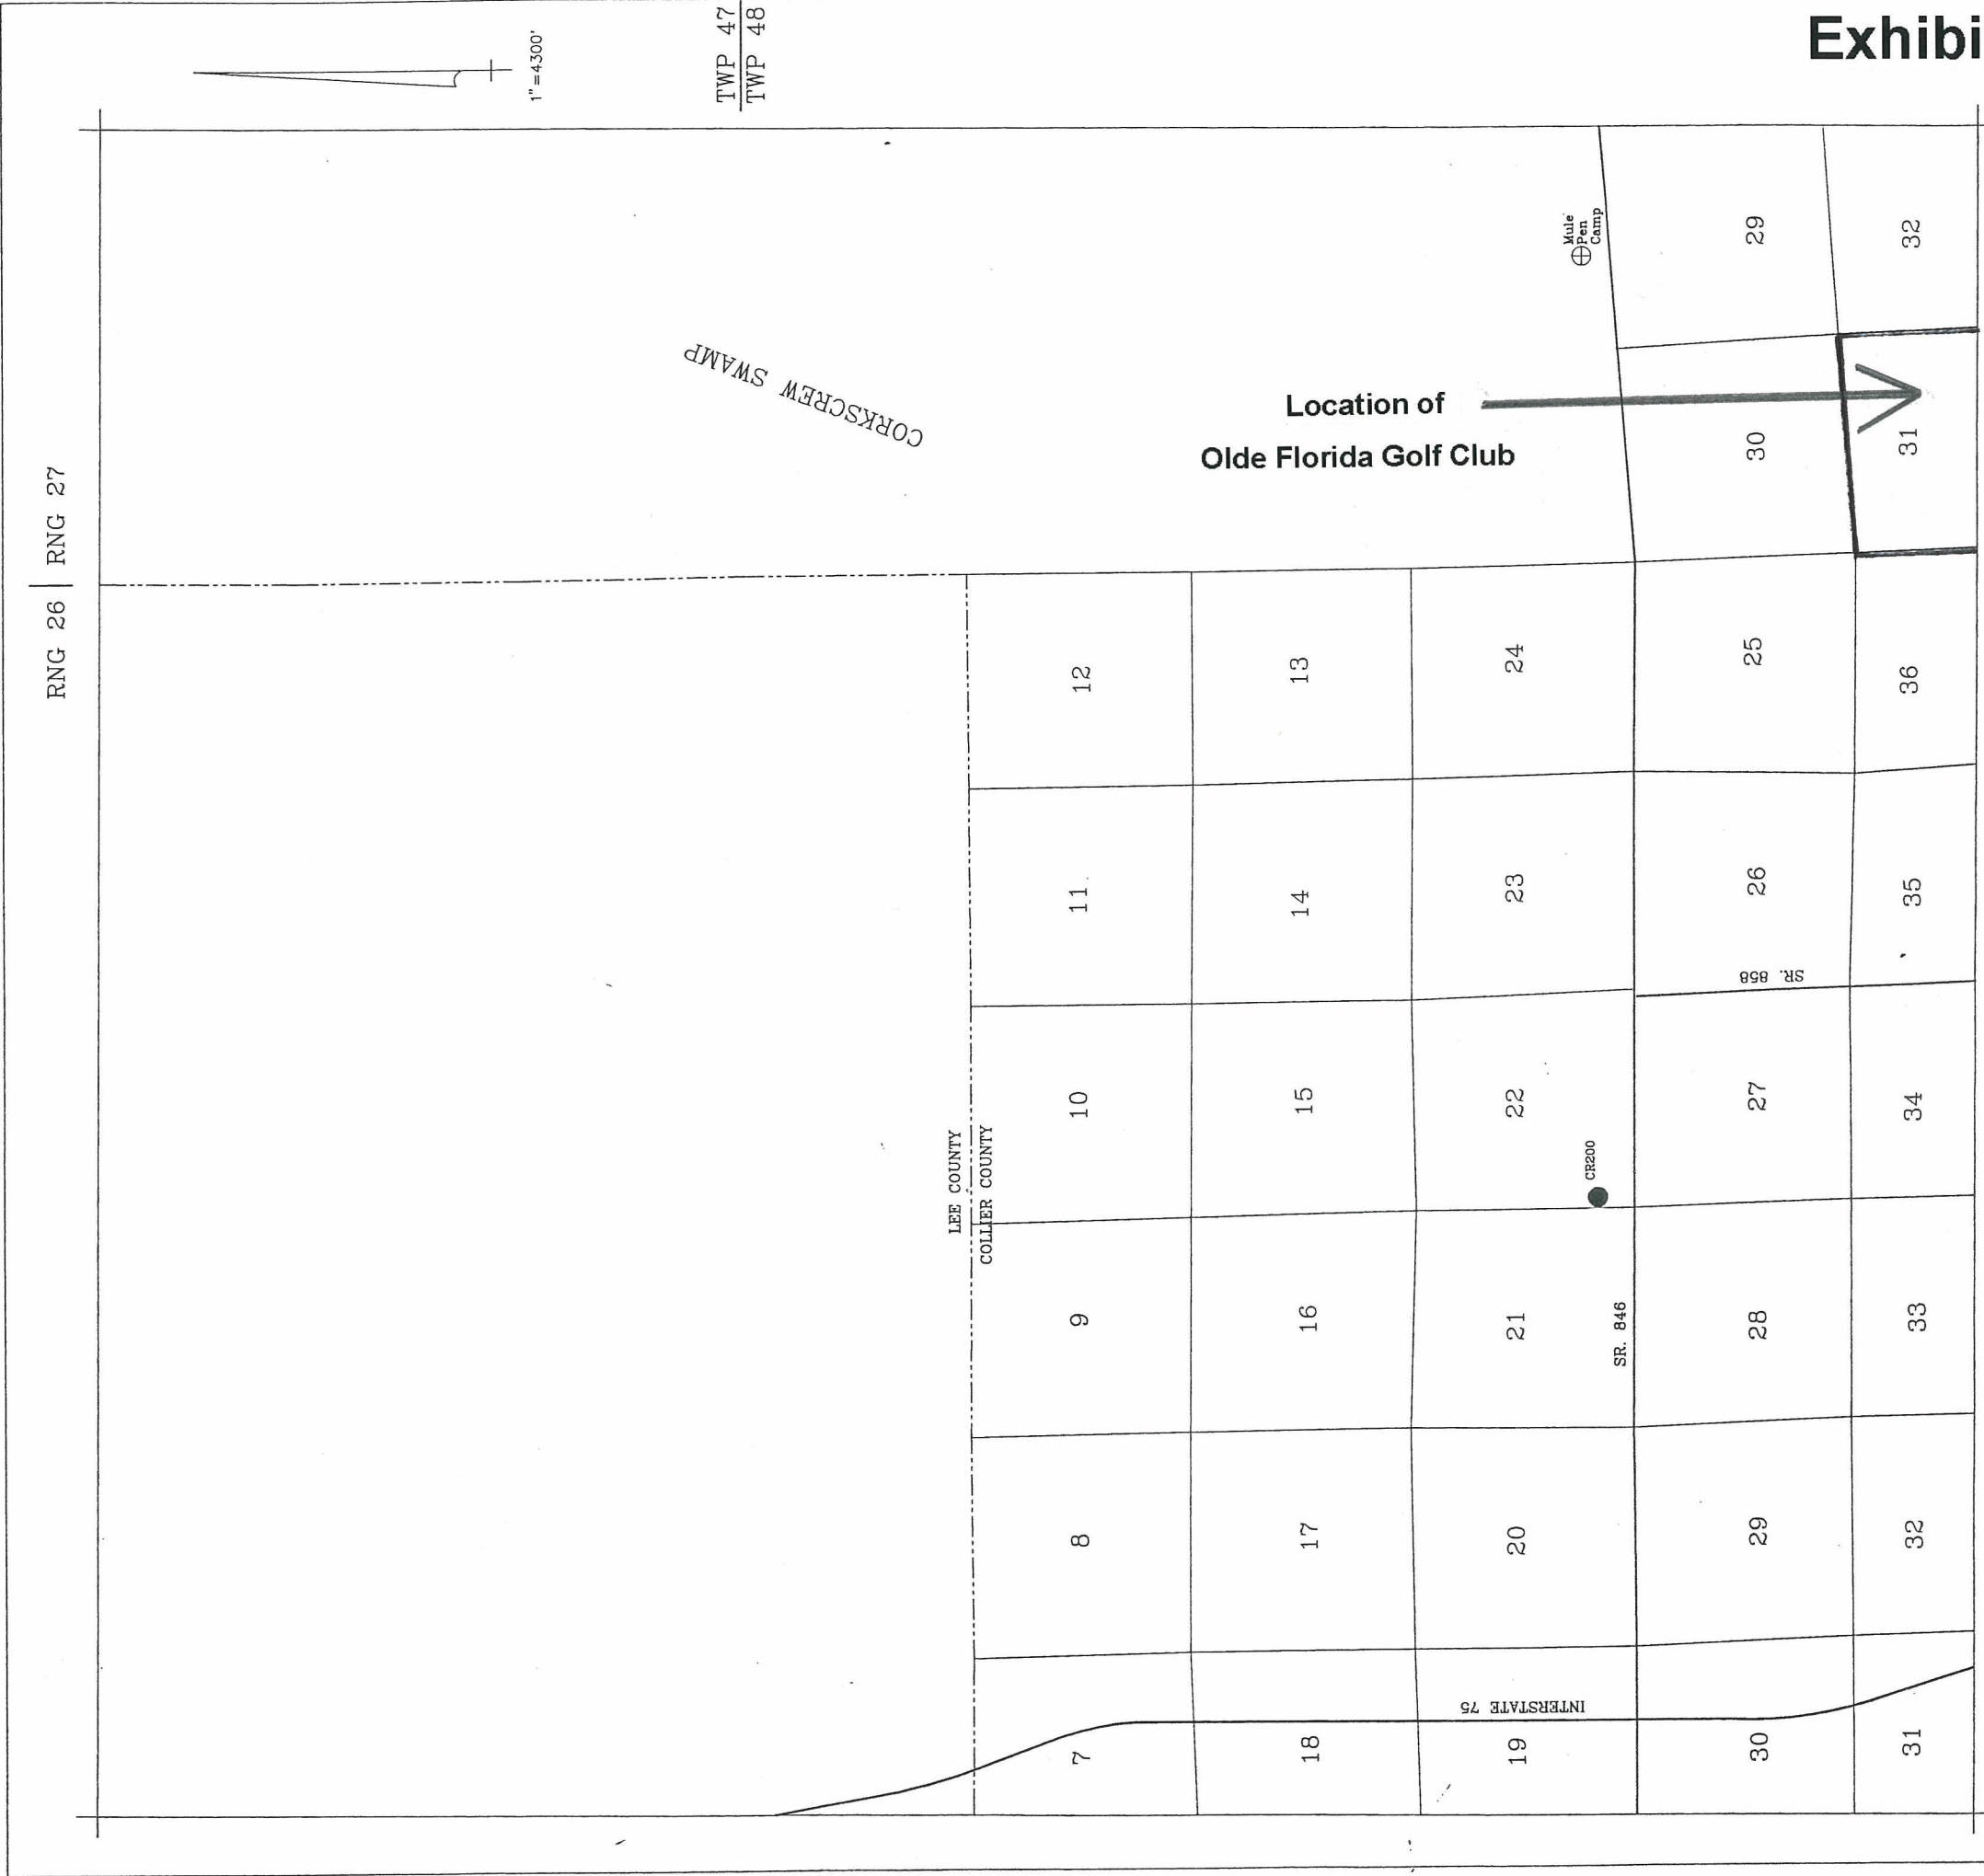 Exhibi
1"=4300'
TWP 47
TWP 48
RNG 26 | RNG 27
CORKSCREW SWAMP
Mule
Pen
Camp
Location of
Olde Florida Golf Club
29
32
30
31
12
13
24
25
36
11
14
23
26
35
SR. 858
10
15
22
27
34
LEE COUNTY
COLLIER COUNTY
CR200
9
16
21
28
33
SR. 846
8
17
20
29
32
INTERSTATE 75
7
18
19
30
31